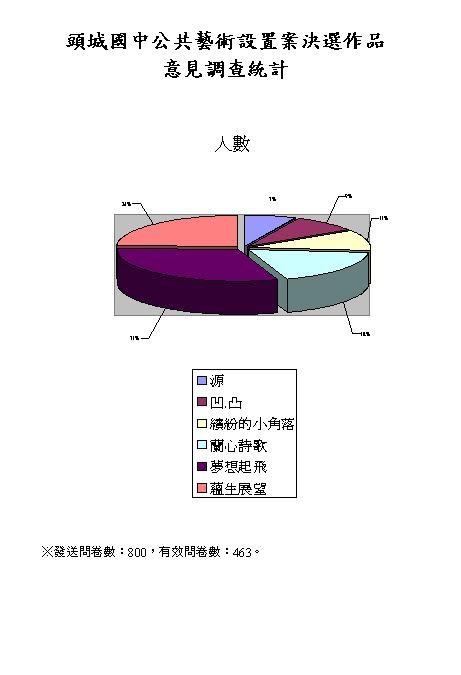 頭城國中公共藝術設置案決選作品
意見調查統計
人數
源
凹.凸
繽紛的小角落
蘭心詩歌
夢想起飛
蘊生展望
※發送問卷數：800，有效問卷數：463。